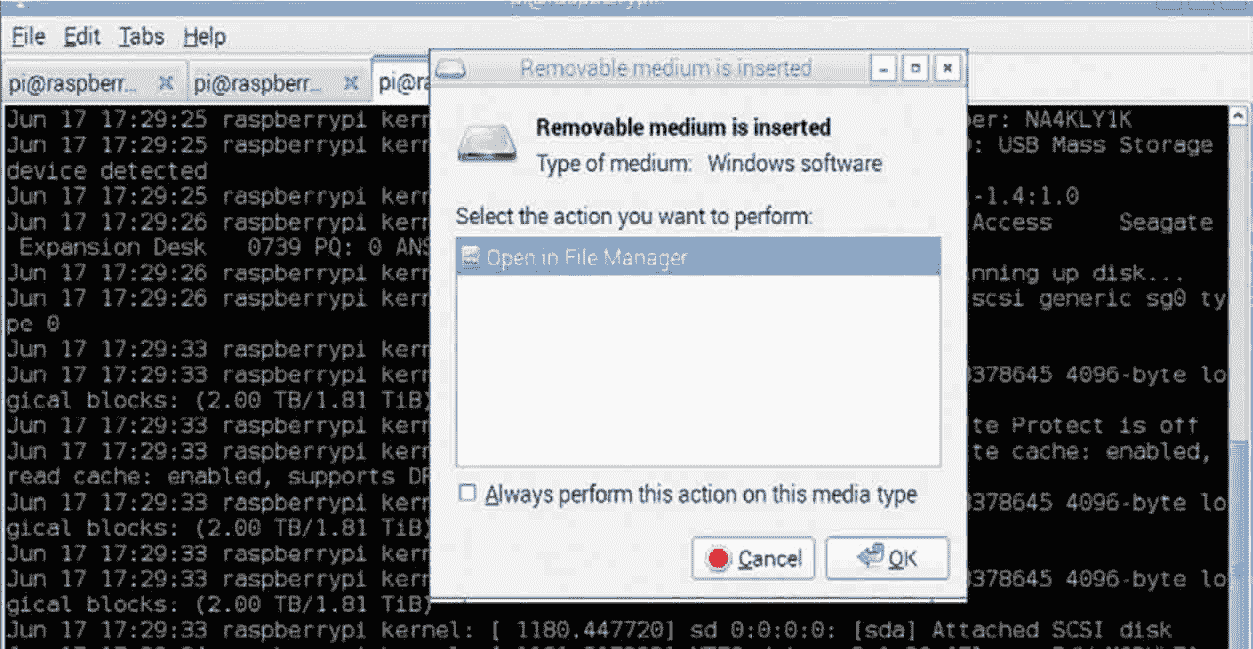 File Edit Tabs Help
pi@raspberr... pi@raspberr... pi@ra
Removable medium is inserted
Removable medium is inserted
Type of medium: Windows software
Select the action you want to perform:
Open in File Manager
Always perform this action on this media type
Cancel OK
Jun 17 17:29:25 raspberrypi kern er: NA4KLY1K
Jun 17 17:29:25 raspberrypi kern : USB Mass Storage
device detected
Jun 17 17:29:25 raspberrypi kern -1.4:1.0
Jun 17 17:29:26 raspberrypi kern Access Seagate
Expansion Desk 0739 PQ: 0 ANS
Jun 17 17:29:26 raspberrypi kern nning up disk...
Jun 17 17:29:26 raspberrypi kern scsi generic sg0 ty
pe 0
Jun 17 17:29:33 raspberrypi kern
Jun 17 17:29:33 raspberrypi kern 378645 4096-byte lo
gical blocks: (2.00 TB/1.81 TiB)
Jun 17 17:29:33 raspberrypi kern te Protect is off
Jun 17 17:29:33 raspberrypi kern te cache: enabled,
read cache: enabled, supports DP
Jun 17 17:29:33 raspberrypi kern 378645 4096-byte lo
gical blocks: (2.00 TB/1.81 TiB)
Jun 17 17:29:33 raspberrypi kern
Jun 17 17:29:33 raspberrypi kern 378645 4096-byte lo
gical blocks: (2.00 TB/1.81 TiB)
Jun 17 17:29:33 raspberrypi kernel: [ 1180.447720] sd 0:0:0:0: [sda] Attached SCSI disk